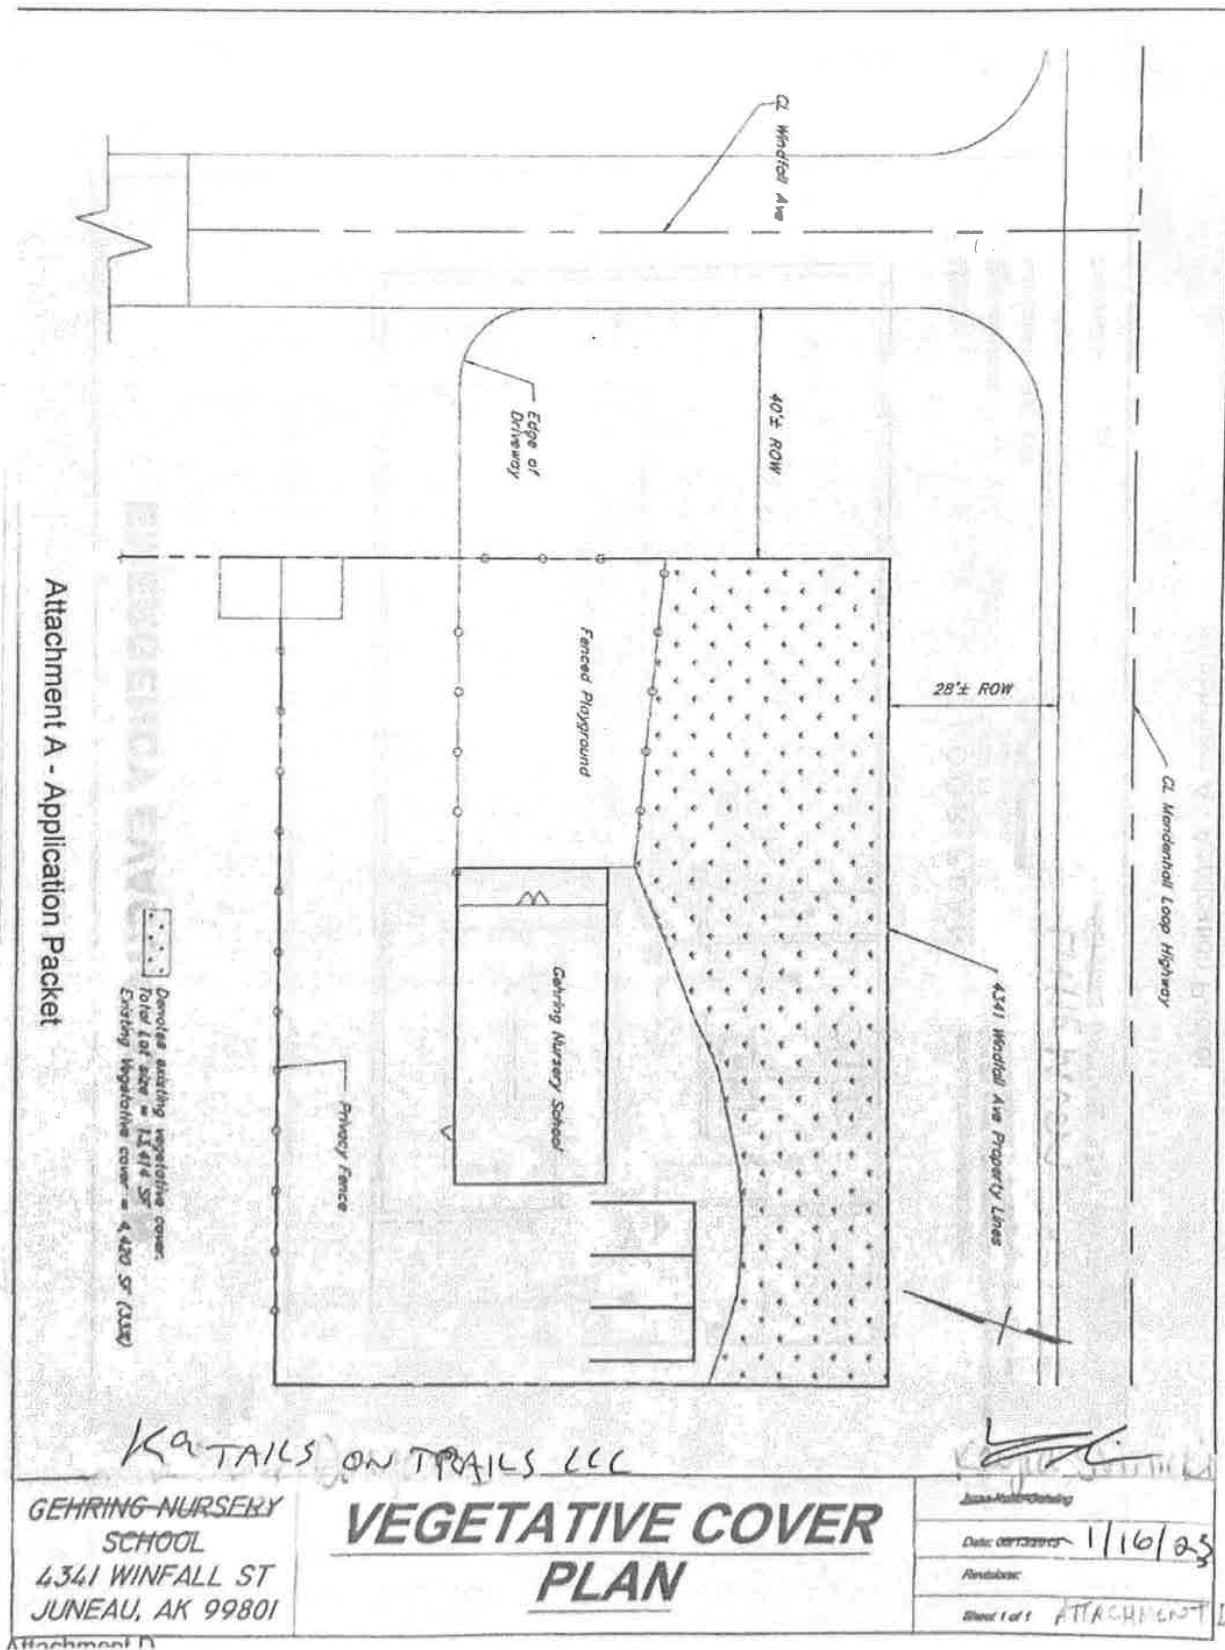 CL Windfall Ave
40'± ROW
Edge of
Driveway
Fenced Playground
28'± ROW
CL Mendenhall Loop Highway
4341 Windfall Ave Property Lines
Gehring Nursery School
Privacy Fence
Denotes existing vegetative cover.
Total Lot size = 13,414 SF
Existing Vegetative cover = 4,420 SF (33%)
Attachment A - Application Packet
K9 TAILS ON TRAILS LLC
GEHRING NURSERY
SCHOOL
4341 WINFALL ST
JUNEAU, AK 99801
VEGETATIVE COVER
PLAN
Date: 1/16/23
Revisions:
Sheet 1 of 1 ATTACHMENT
Attachment D